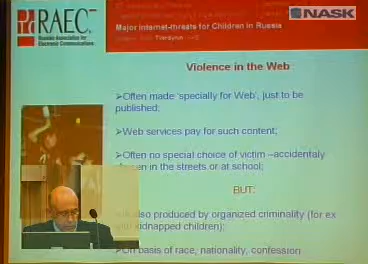 RAEC
Russian Association for
Electronic Communications
NASK
Major internet-threats for Children in Russia
Violence in the Web
➢Often made 'specially for Web', just to be
published;
➢Web services pay for such content;
➢Often no special choice of victim –accidentaly
in the streets or at school;
BUT:
also produced by organized criminality (for ex
kidnapped children);
On basis of race, nationality, confession